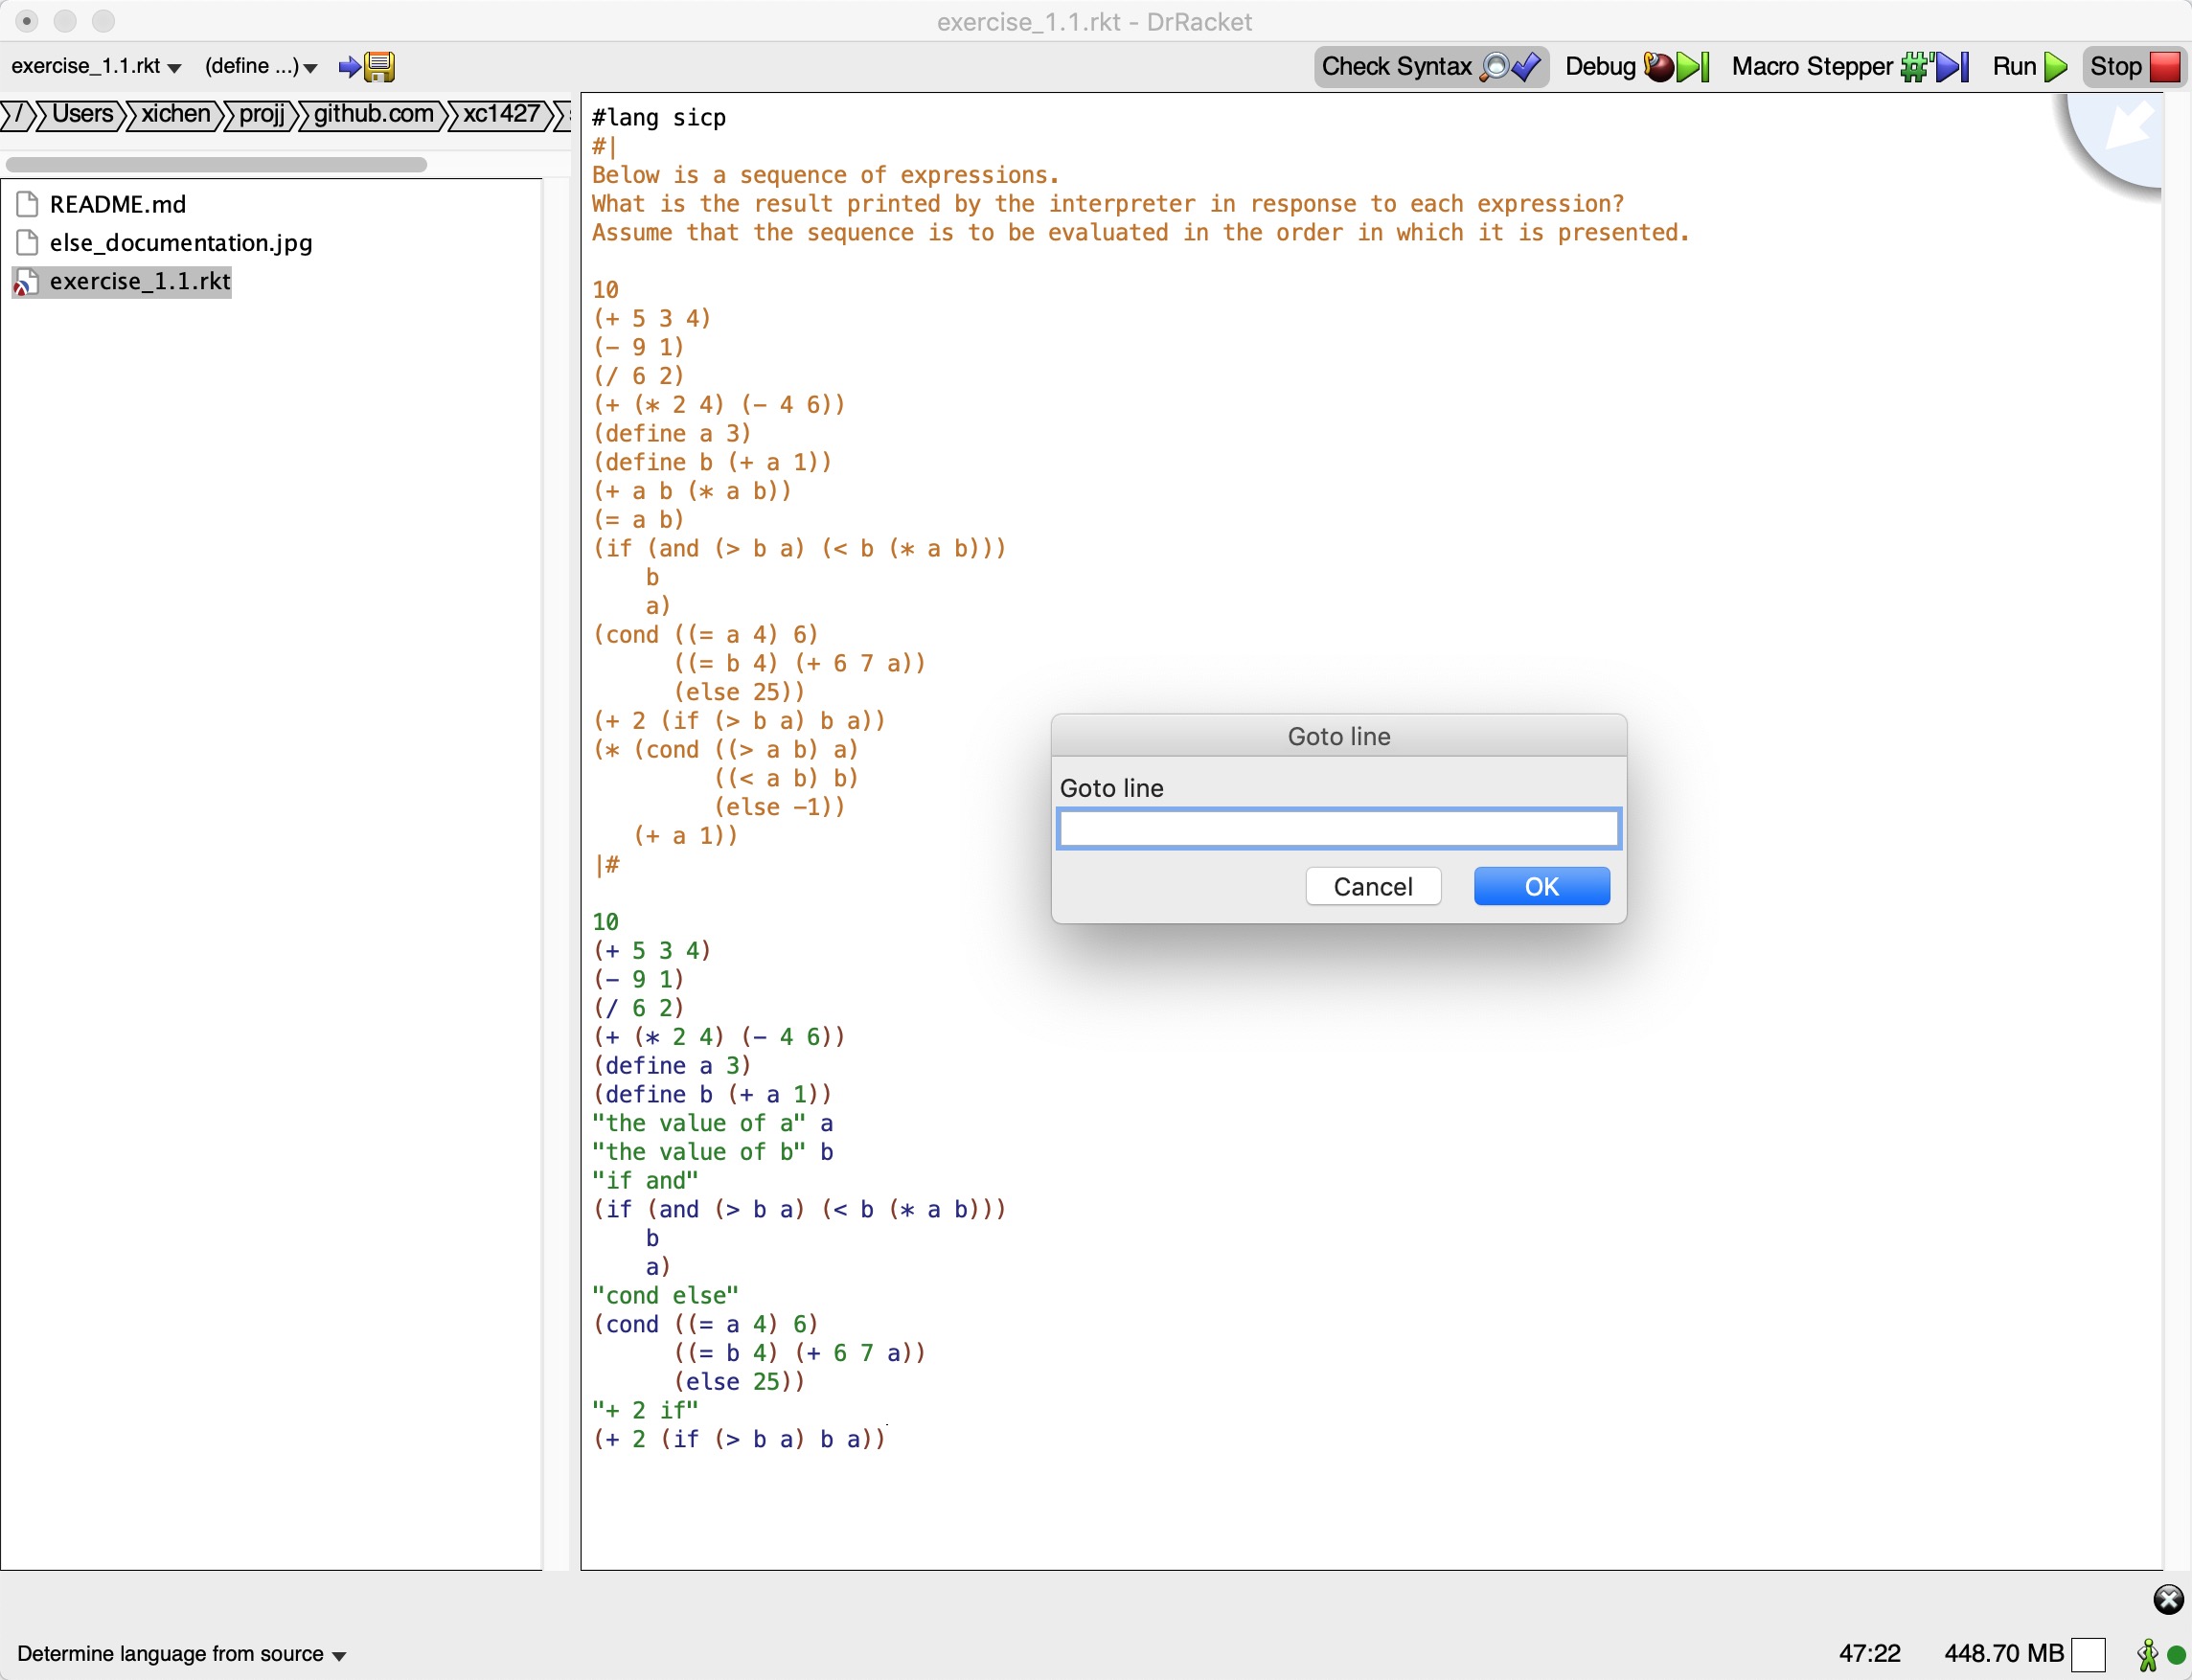 exercise_1.1.rkt - DrRacket
exercise_1.1.rkt (define ...) Check Syntax Debug Macro Stepper Run Stop
/ Users xichen projj github.com xc1427
README.md
else_documentation.jpg
exercise_1.1.rkt
#lang sicp
#|
Below is a sequence of expressions.
What is the result printed by the interpreter in response to each expression?
Assume that the sequence is to be evaluated in the order in which it is presented.
10
(+ 5 3 4)
(- 9 1)
(/ 6 2)
(+ (* 2 4) (- 4 6))
(define a 3)
(define b (+ a 1))
(+ a b (* a b))
(= a b)
(if (and (> b a) (< b (* a b)))
    b
    a)
(cond ((= a 4) 6)
      ((= b 4) (+ 6 7 a))
      (else 25))
(+ 2 (if (> b a) b a))
(* (cond ((> a b) a)
         ((< a b) b)
         (else -1))
   (+ a 1))
|#
10
(+ 5 3 4)
(- 9 1)
(/ 6 2)
(+ (* 2 4) (- 4 6))
(define a 3)
(define b (+ a 1))
"the value of a" a
"the value of b" b
"if and"
(if (and (> b a) (< b (* a b)))
    b
    a)
"cond else"
(cond ((= a 4) 6)
      ((= b 4) (+ 6 7 a))
      (else 25))
"+ 2 if"
(+ 2 (if (> b a) b a))
Goto line
Goto line
Cancel OK
Determine language from source 47:22 448.70 MB